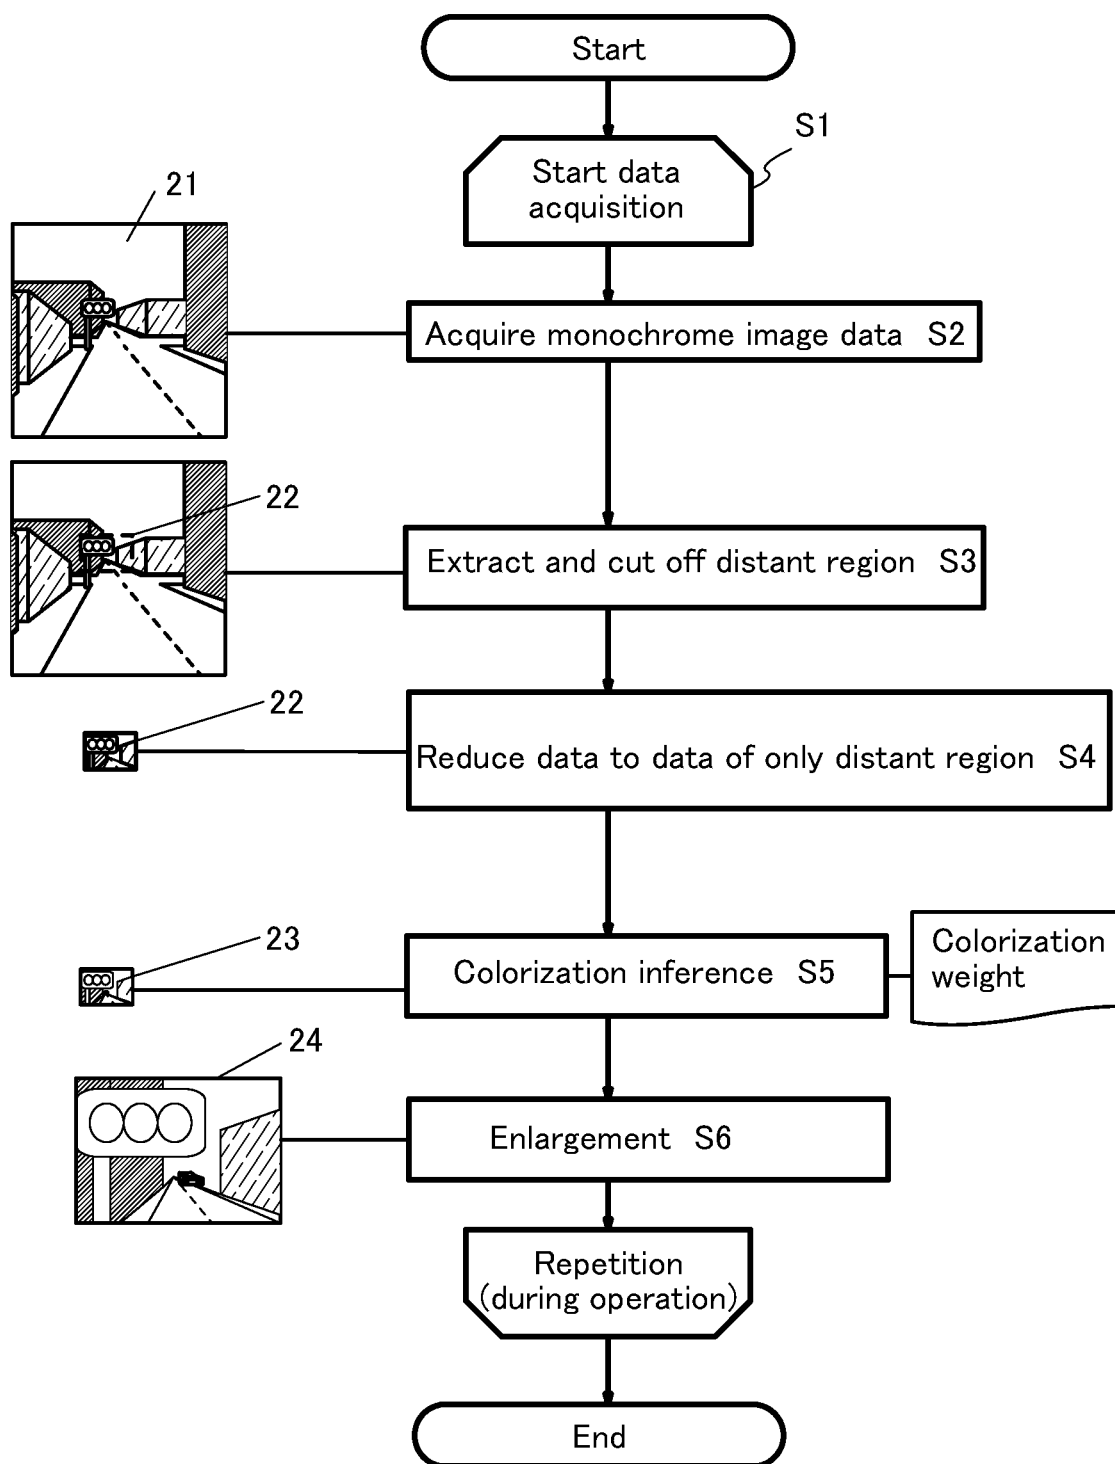 Start
S1
Start data
acquisition
21
Acquire monochrome image data S2
22
Extract and cut off distant region S3
22
Reduce data to data of only distant region S4
23
Colorization inference S5
Colorization
weight
24
Enlargement S6
Repetition
(during operation)
End